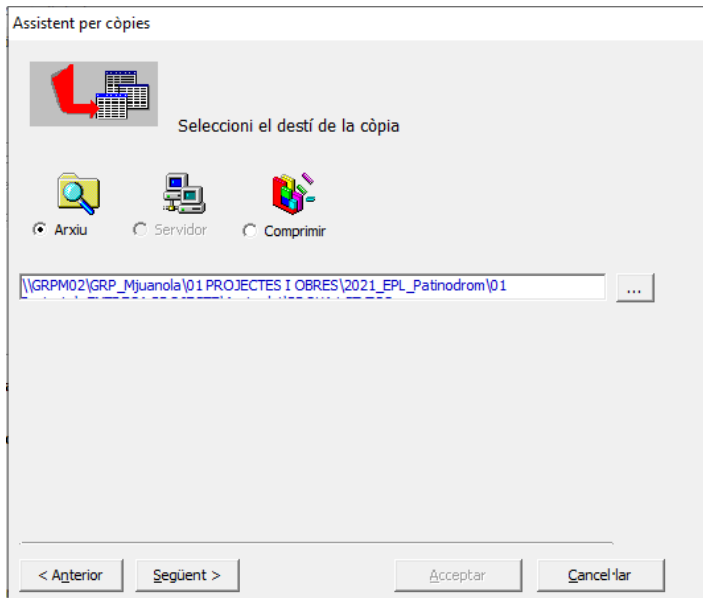 Assistent per còpies
Seleccioni el destí de la còpia
Arxiu
Servidor
Comprimir
\\GRPM02\GRP_Mjuanola\01 PROJECTES I OBRES\2021_EPL_Patinodrom\01
...
< Anterior
Següent >
Acceptar
Cancel·lar